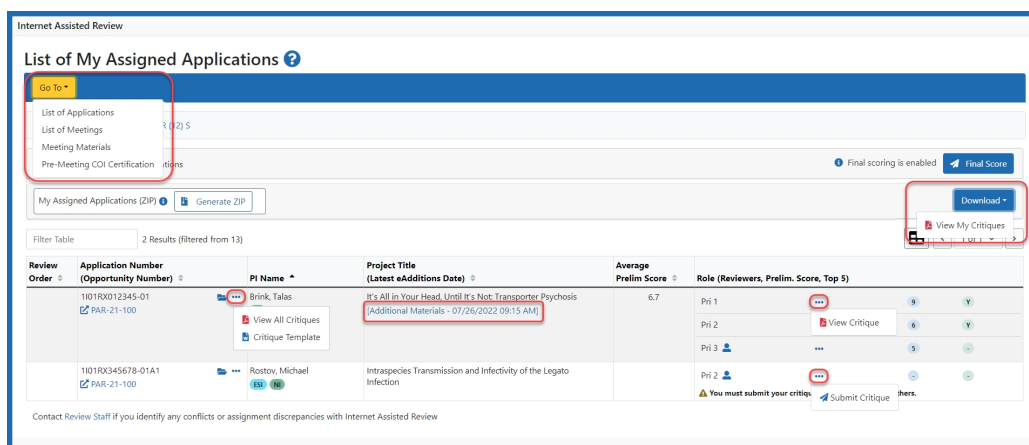 Internet Assisted Review
List of My Assigned Applications ?
Go To
List of Applications
List of Meetings
R (12) S
Meeting Materials
Pre-Meeting COI Certification
Final scoring is enabled
Final Score
My Assigned Applications (ZIP)
Generate ZIP
Download
View My Critiques
Filter Table
2 Results (filtered from 13)
1 of 1
Review Order
Application Number (Opportunity Number)
PI Name
Project Title (Latest eAdditions Date)
Average Prelim Score
Role (Reviewers, Prelim. Score, Top 5)
1I01RX012345-01
PAR-21-100
View All Critiques
Critique Template
Brink, Talas
It's All in Your Head, Until It's Not: Transporter Psychosis
[Additional Materials - 07/26/2022 09:15 AM]
6.7
Pri 1 ... 9 Y
View Critique
Pri 2 6 Y
Pri 3 ... 5 -
1I01RX345678-01A1
PAR-21-100
Rostov, Michael
ESI NI
Intraspecies Transmission and Infectivity of the Legato
Infection
Pri 2 ... - -
You must submit your critiqu
thers.
Submit Critique
Contact Review Staff if you identify any conflicts or assignment discrepancies with Internet Assisted Review